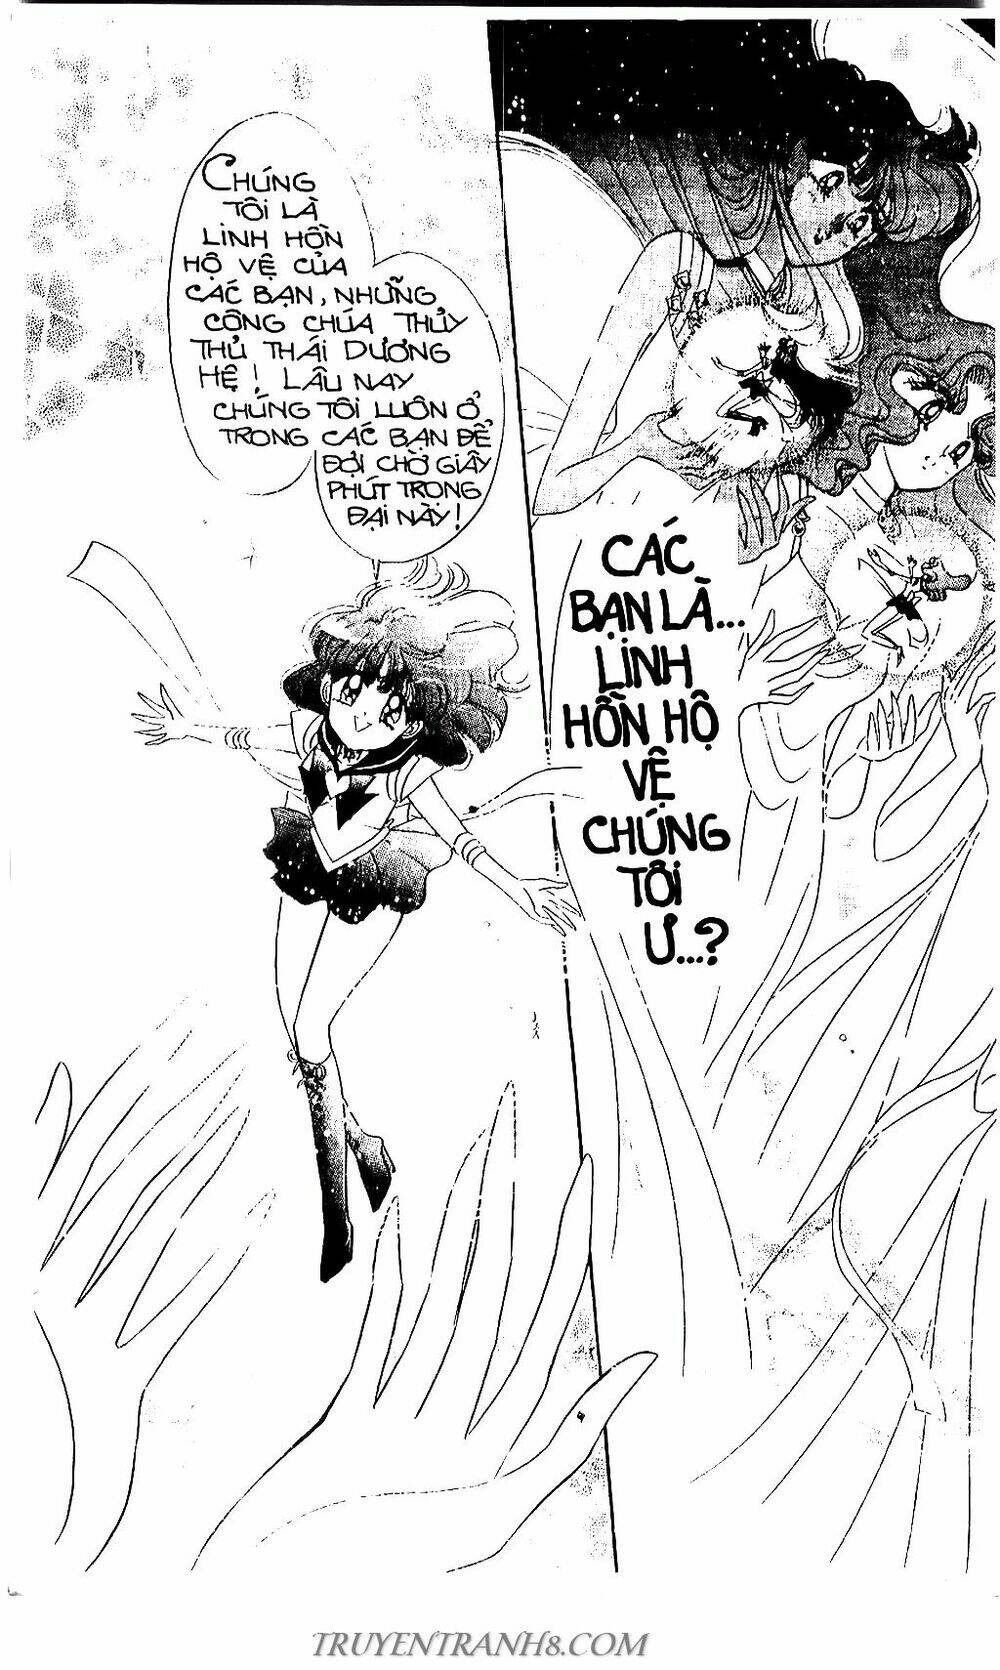 CÁC
BẠN LÀ...
LINH
HỒN HỘ
VỆ
CHÚNG
TÔI
Ư...?
CHÚNG
TÔI LÀ
LINH HỒN
HỘ VỆ CỦA
CÁC BẠN, NHỮNG
CÔNG CHÚA THỦY
THỦ THÁI DƯƠNG
HỆ! LÂU NAY
CHÚNG TÔI LUÔN Ở
TRONG CÁC BẠN ĐỂ
ĐỢI CHỜ GIÂY
PHÚT TRỌNG
ĐẠI NÀY!
TRUYENTRANH8.COM